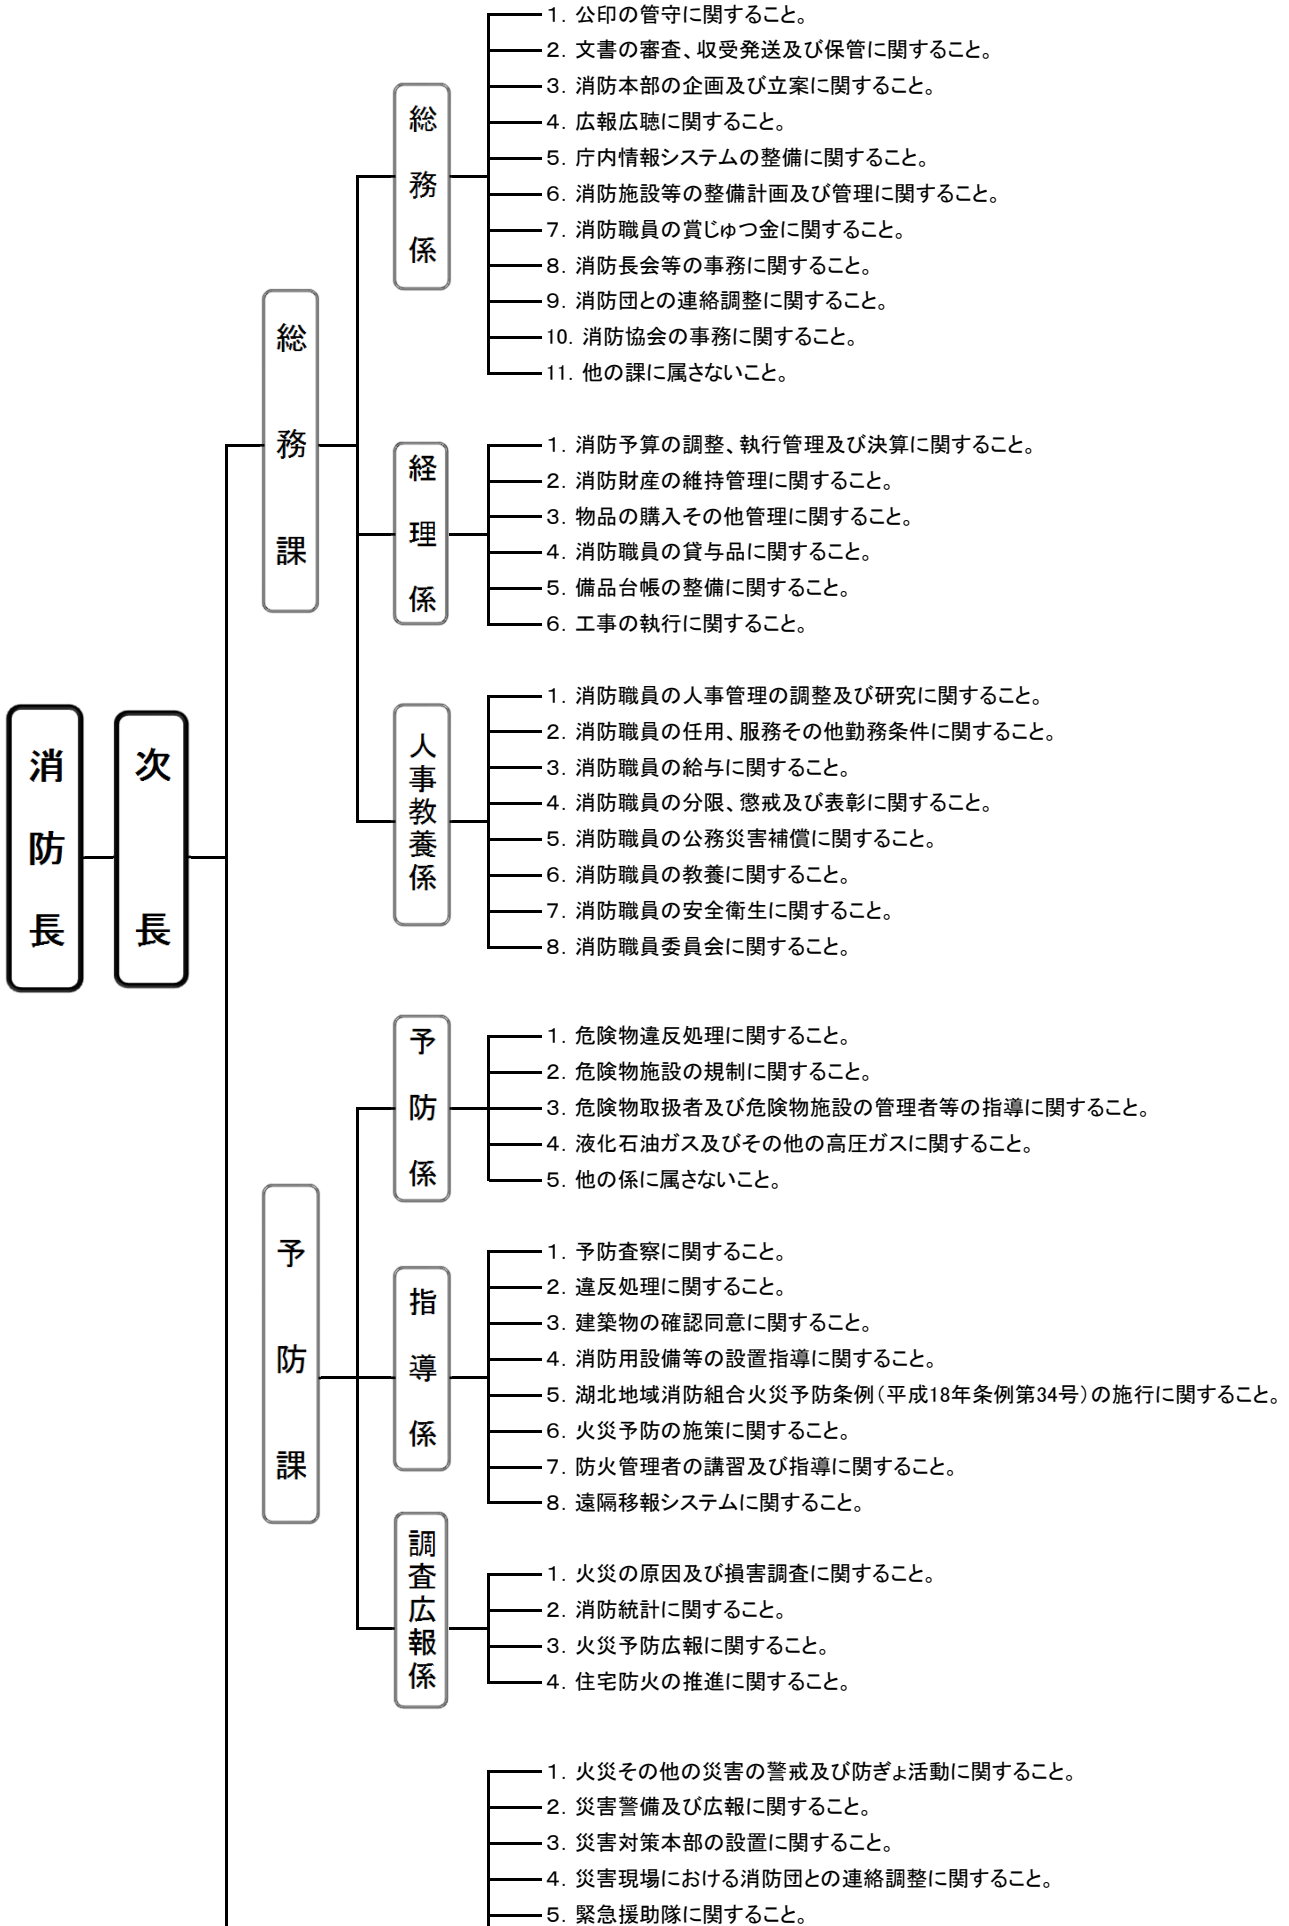 消防長
次長
総務課
総務係
1. 公印の管守に関すること。
2. 文書の審査、収受発送及び保管に関すること。
3. 消防本部の企画及び立案に関すること。
4. 広報広聴に関すること。
5. 庁内情報システムの整備に関すること。
6. 消防施設等の整備計画及び管理に関すること。
7. 消防職員の賞じゅつ金に関すること。
8. 消防長会等の事務に関すること。
9. 消防団との連絡調整に関すること。
10. 消防協会の事務に関すること。
11. 他の課に属さないこと。
経理係
1. 消防予算の調整、執行管理及び決算に関すること。
2. 消防財産の維持管理に関すること。
3. 物品の購入その他管理に関すること。
4. 消防職員の貸与品に関すること。
5. 備品台帳の整備に関すること。
6. 工事の執行に関すること。
人事教養係
1. 消防職員の人事管理の調整及び研究に関すること。
2. 消防職員の任用、服務その他勤務条件に関すること。
3. 消防職員の給与に関すること。
4. 消防職員の分限、懲戒及び表彰に関すること。
5. 消防職員の公務災害補償に関すること。
6. 消防職員の教養に関すること。
7. 消防職員の安全衛生に関すること。
8. 消防職員委員会に関すること。
予防課
予防係
1. 危険物違反処理に関すること。
2. 危険物施設の規制に関すること。
3. 危険物取扱者及び危険物施設の管理者等の指導に関すること。
4. 液化石油ガス及びその他の高圧ガスに関すること。
5. 他の係に属さないこと。
指導係
1. 予防査察に関すること。
2. 違反処理に関すること。
3. 建築物の確認同意に関すること。
4. 消防用設備等の設置指導に関すること。
5. 湖北地域消防組合火災予防条例（平成18年条例第34号）の施行に関すること。
6. 火災予防の施策に関すること。
7. 防火管理者の講習及び指導に関すること。
8. 遠隔移報システムに関すること。
調査広報係
1. 火災の原因及び損害調査に関すること。
2. 消防統計に関すること。
3. 火災予防広報に関すること。
4. 住宅防火の推進に関すること。
1. 火災その他の災害の警戒及び防ぎょ活動に関すること。
2. 災害警備及び広報に関すること。
3. 災害対策本部の設置に関すること。
4. 災害現場における消防団との連絡調整に関すること。
5. 緊急援助隊に関すること。